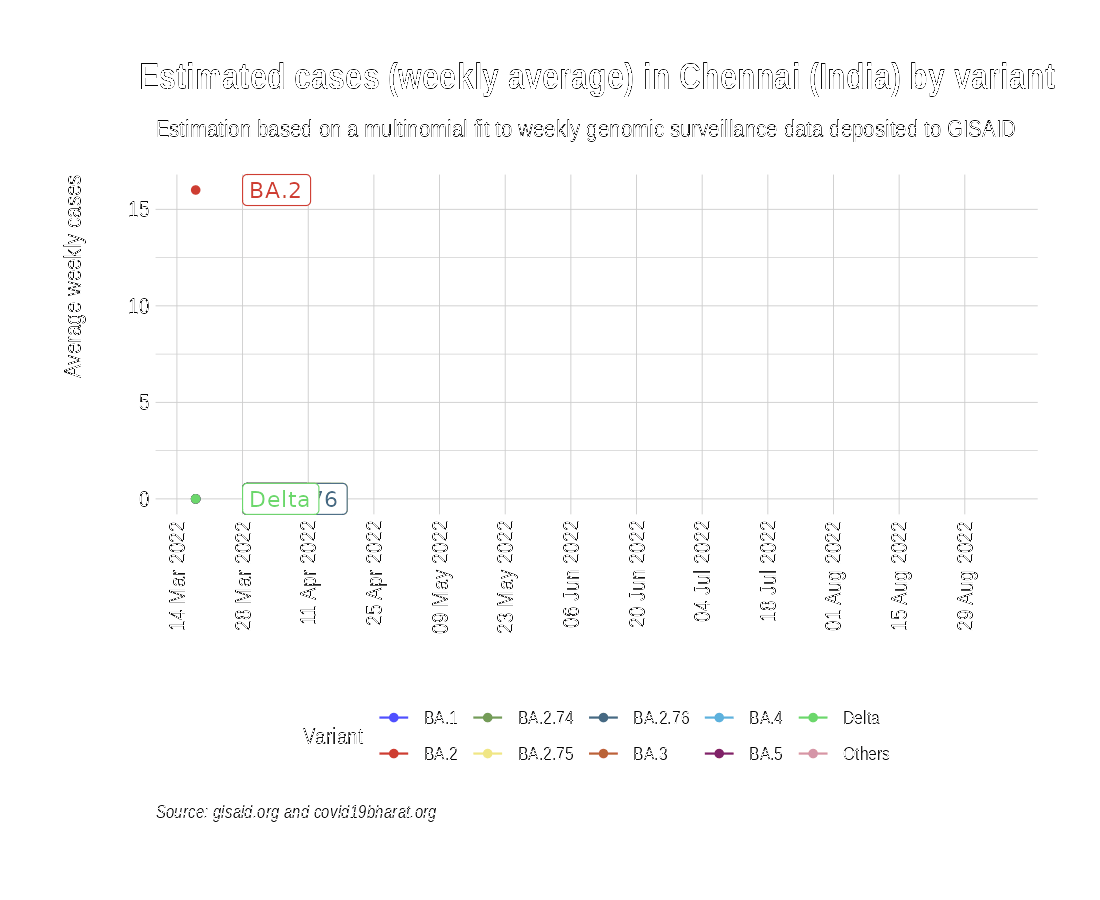 Estimated cases (weekly average) in Chennai (India) by variant
Estimation based on a multinomial fit to weekly genomic surveillance data deposited to GISAID
Average weekly cases
15
10
5
0
BA.2
Delta
76
14 Mar 2022
28 Mar 2022
11 Apr 2022
25 Apr 2022
09 May 2022
23 May 2022
06 Jun 2022
20 Jun 2022
04 Jul 2022
18 Jul 2022
01 Aug 2022
15 Aug 2022
29 Aug 2022
Variant
BA.1 BA.2.74 BA.2.76 BA.4 Delta
BA.2 BA.2.75 BA.3 BA.5 Others
Source: gisaid.org and covid19bharat.org